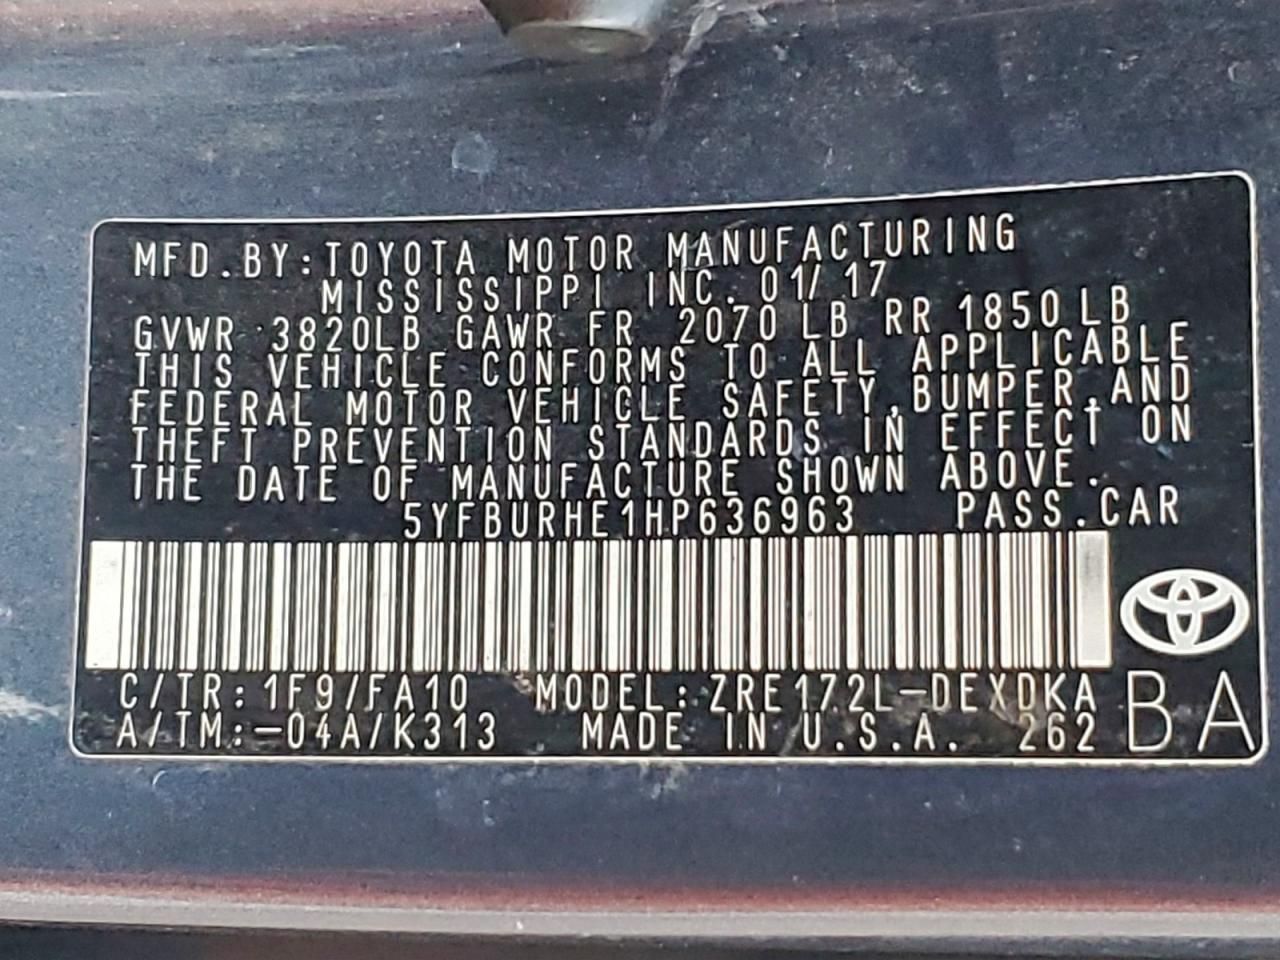 MFD.BY:TOYOTA MOTOR MANUFACTURING
MISSISSIPPI INC. 01/17
GVWR 3820LB GAWR FR 2070 LB RR 1850 LB
THIS VEHICLE CONFORMS TO ALL APPLICABLE
FEDERAL MOTOR VEHICLE SAFETY,BUMPER,AND
THEFT PREVENTION STANDARDS IN EFFECT ON
THE DATE OF MANUFACTURE SHOWN ABOVE.
5YFBURHE1HP636963 PASS.CAR
C/TR:1F9/FA10 MODEL:ZRE172L-DEXDKA
A/TM:-04A/K313 MADE IN U.S.A. 262
BA